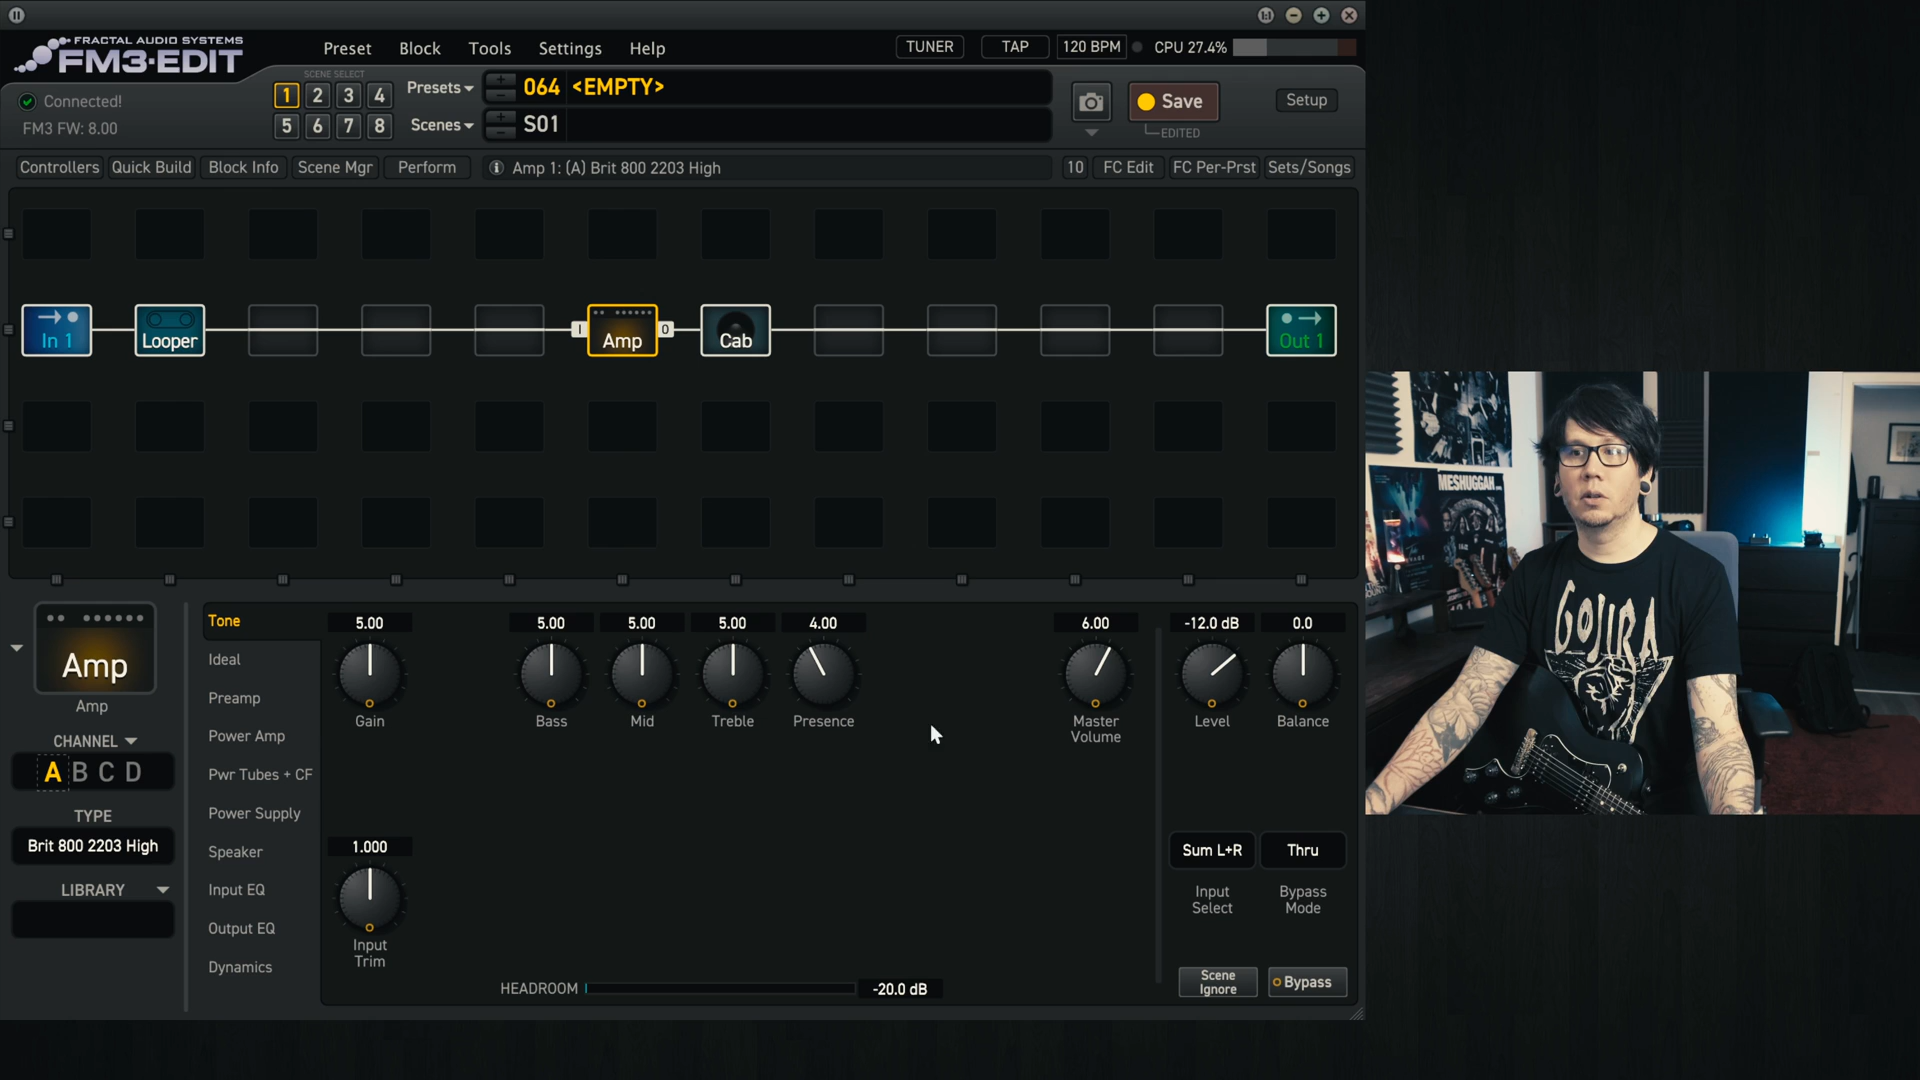 FRACTAL AUDIO SYSTEMS
FM3·EDIT
Preset Block Tools Settings Help
TUNER TAP 120 BPM CPU 27.4%
Connected!
FM3 FW: 8.00
SCENE SELECT
1 2 3 4
5 6 7 8
Presets 064 <EMPTY>
Scenes S01
Save
EDITED
Setup
Controllers Quick Build Block Info Scene Mgr Perform
Amp 1: (A) Brit 800 2203 High
10 FC Edit FC Per-Prst Sets/Songs
In 1 Looper I Amp O Cab Out 1
Amp
Amp
CHANNEL
A B C D
TYPE
Brit 800 2203 High
LIBRARY
Tone
Ideal
Preamp
Power Amp
Pwr Tubes + CF
Power Supply
Speaker
Input EQ
Output EQ
Dynamics
5.00 5.00 5.00 5.00 4.00 6.00 -12.0 dB 0.0
Gain Bass Mid Treble Presence Master Level Balance
Volume
1.000
Input
Trim
Sum L+R Thru
Input Bypass
Select Mode
Scene
Ignore
Bypass
HEADROOM -20.0 dB
MESHUGGAH
GOJIRA